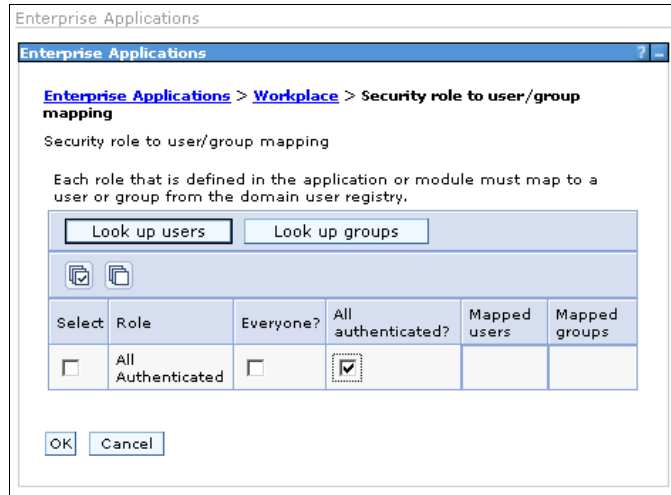 Enterprise Applications
Enterprise Applications ? –
Enterprise Applications > Workplace > Security role to user/group
mapping
Security role to user/group mapping
Each role that is defined in the application or module must map to a
user or group from the domain user registry.
Look up users Look up groups
Select Role Everyone? All authenticated? Mapped users Mapped groups
All Authenticated
OK Cancel